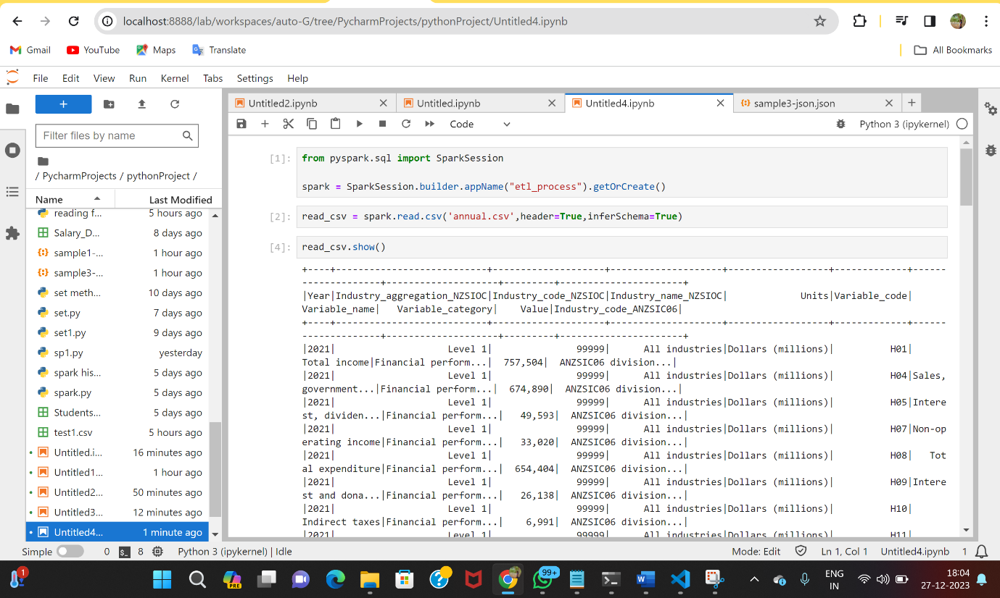 localhost:8888/lab/workspaces/auto-G/tree/PycharmProjects/pythonProject/Untitled4.ipynb
Gmail YouTube Maps Translate All Bookmarks
File Edit View Run Kernel Tabs Settings Help
+
Untitled2.ipynb Untitled.ipynb Untitled4.ipynb sample3-json.json
Filter files by name
Code Python 3 (ipykernel)
/ PycharmProjects / pythonProject /
Name Last Modified
reading f... 5 hours ago
Salary_D... 8 days ago
sample1-... 1 hour ago
sample3-... 1 hour ago
set meth... 10 days ago
set.py 7 days ago
set1.py 9 days ago
sp1.py yesterday
spark his... 5 days ago
spark.py 5 days ago
Students... 5 days ago
test1.csv 5 hours ago
Untitled.i... 16 minutes ago
Untitled1... 1 hour ago
Untitled2... 50 minutes ago
Untitled3... 12 minutes ago
Untitled4... 1 minute ago
[1]: from pyspark.sql import SparkSession
spark = SparkSession.builder.appName("etl_process").getOrCreate()
[2]: read_csv = spark.read.csv('annual.csv',header=True,inferSchema=True)
[4]: read_csv.show()
+----+---------------------------+--------------------+--------------------+------------------+-------------+------
--------------+--------------------+---------+----------------------+
|Year|Industry_aggregation_NZSIOC|Industry_code_NZSIOC|Industry_name_NZSIOC|             Units|Variable_code|
Variable_name|   Variable_category|    Value|Industry_code_ANZSIC06|
+----+---------------------------+--------------------+--------------------+------------------+-------------+------
--------------+--------------------+---------+----------------------+
|2021|                    Level 1|               99999|      All industries|Dollars (millions)|          H01|
Total income|Financial perform...|  757,504|  ANZSIC06 division...|
|2021|                    Level 1|               99999|      All industries|Dollars (millions)|          H04|Sales,
government...|Financial perform...|  674,890|  ANZSIC06 division...|
|2021|                    Level 1|               99999|      All industries|Dollars (millions)|          H05|Intere
st, dividen...|Financial perform...|   49,593|  ANZSIC06 division...|
|2021|                    Level 1|               99999|      All industries|Dollars (millions)|          H07|Non-op
erating income|Financial perform...|   33,020|  ANZSIC06 division...|
|2021|                    Level 1|               99999|      All industries|Dollars (millions)|          H08|   Tot
al expenditure|Financial perform...|  654,404|  ANZSIC06 division...|
|2021|                    Level 1|               99999|      All industries|Dollars (millions)|          H09|Intere
st and dona...|Financial perform...|   26,138|  ANZSIC06 division...|
|2021|                    Level 1|               99999|      All industries|Dollars (millions)|          H10|
Indirect taxes|Financial perform...|    6,991|  ANZSIC06 division...|
|2021|                    Level 1|               99999|      All industries|Dollars (millions)|          H11|
Simple 0 $_ 8 Python 3 (ipykernel) | Idle Mode: Edit Ln 1, Col 1 Untitled4.ipynb 1
1 PRE 99+ ENG
IN
18:04
27-12-2023